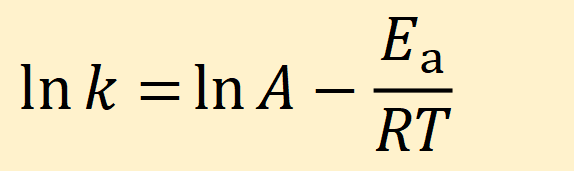 ln k = ln A − Eₐ/RT